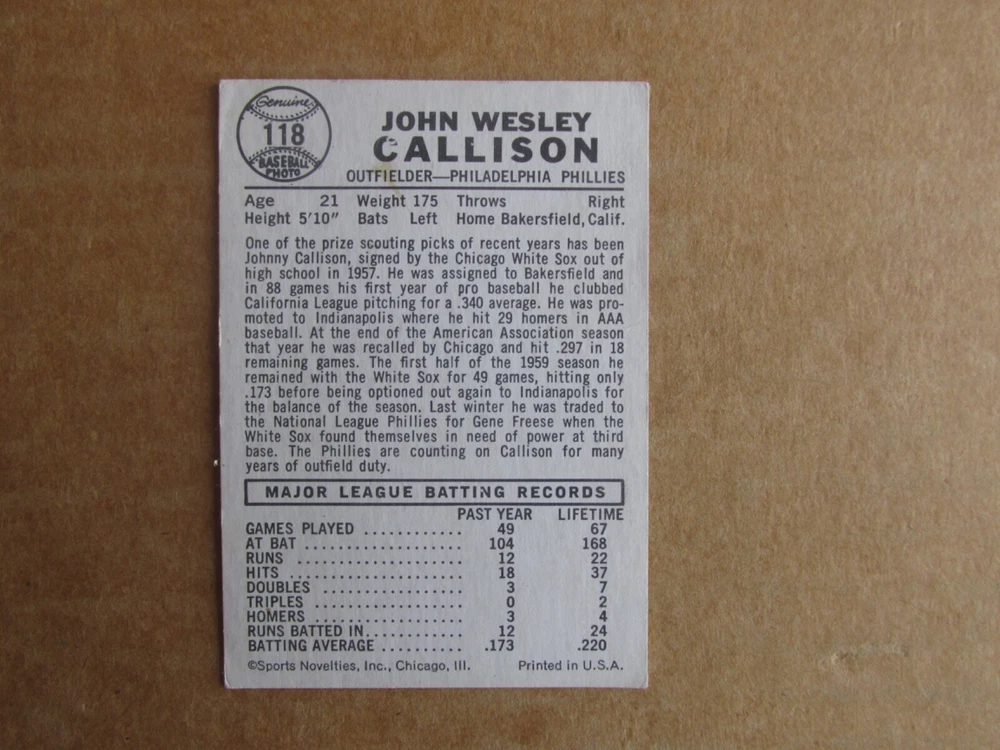 Genuine
118
BASEBALL
PHOTO
JOHN WESLEY
CALLISON
OUTFIELDER—PHILADELPHIA PHILLIES
Age 21 Weight 175 Throws Right
Height 5'10" Bats Left Home Bakersfield, Calif.
One of the prize scouting picks of recent years has been
Johnny Callison, signed by the Chicago White Sox out of
high school in 1957. He was assigned to Bakersfield and
in 88 games his first year of pro baseball he clubbed
California League pitching for a .340 average. He was pro-
moted to Indianapolis where he hit 29 homers in AAA
baseball. At the end of the American Association season
that year he was recalled by Chicago and hit .297 in 18
remaining games. The first half of the 1959 season he
remained with the White Sox for 49 games, hitting only
.173 before being optioned out again to Indianapolis for
the balance of the season. Last winter he was traded to
the National League Phillies for Gene Freese when the
White Sox found themselves in need of power at third
base. The Phillies are counting on Callison for many
years of outfield duty.
MAJOR LEAGUE BATTING RECORDS
PAST YEAR LIFETIME
GAMES PLAYED ............ 49 67
AT BAT ................... 104 168
RUNS .................... 12 22
HITS ..................... 18 37
DOUBLES ................. 3 7
TRIPLES .................. 0 2
HOMERS .................. 3 4
RUNS BATTED IN............ 12 24
BATTING AVERAGE .......... .173 .220
©Sports Novelties, Inc., Chicago, Ill. Printed in U.S.A.